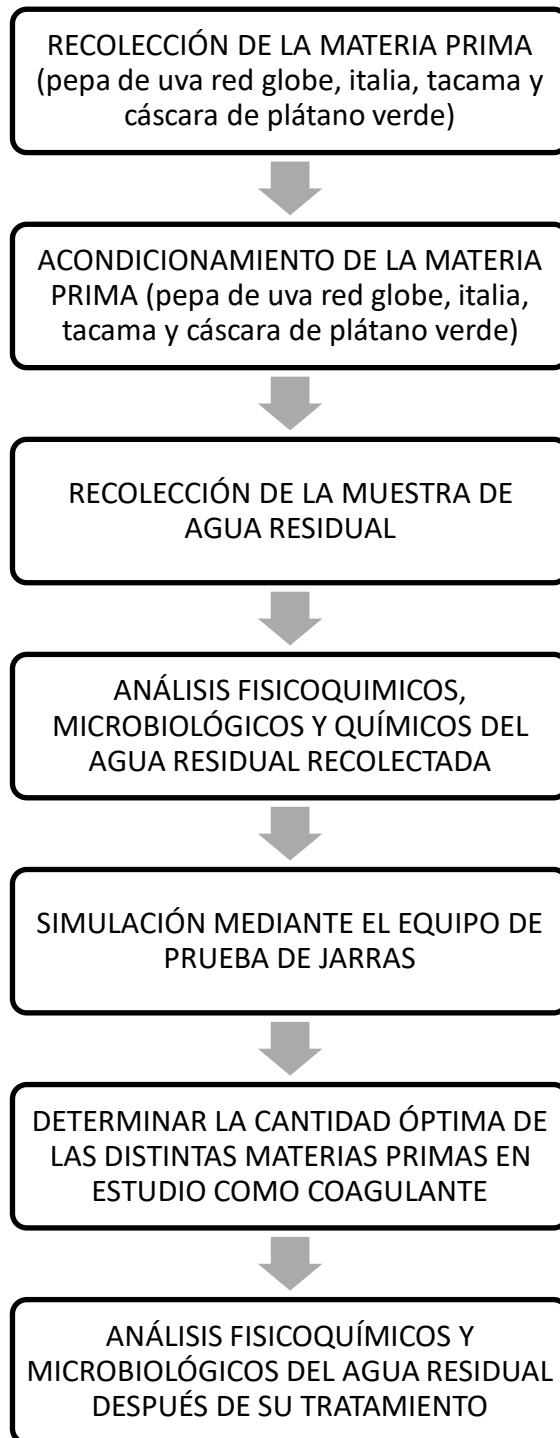 RECOLECCIÓN DE LA MATERIA PRIMA
(pepa de uva red globe, italia, tacama y
cáscara de plátano verde)
ACONDICIONAMIENTO DE LA MATERIA
PRIMA (pepa de uva red globe, italia,
tacama y cáscara de plátano verde)
RECOLECCIÓN DE LA MUESTRA DE
AGUA RESIDUAL
ANÁLISIS FISICOQUIMICOS,
MICROBIOLÓGICOS Y QUÍMICOS DEL
AGUA RESIDUAL RECOLECTADA
SIMULACIÓN MEDIANTE EL EQUIPO DE
PRUEBA DE JARRAS
DETERMINAR LA CANTIDAD ÓPTIMA DE
LAS DISTINTAS MATERIAS PRIMAS EN
ESTUDIO COMO COAGULANTE
ANÁLISIS FISICOQUÍMICOS Y
MICROBIOLÓGICOS DEL AGUA RESIDUAL
DESPUÉS DE SU TRATAMIENTO